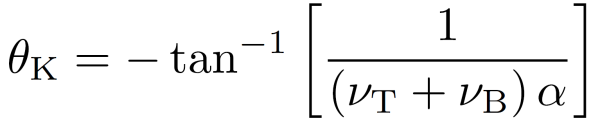 θ_K = − tan⁻¹ [ 1 / ((ν_T + ν_B) α) ]